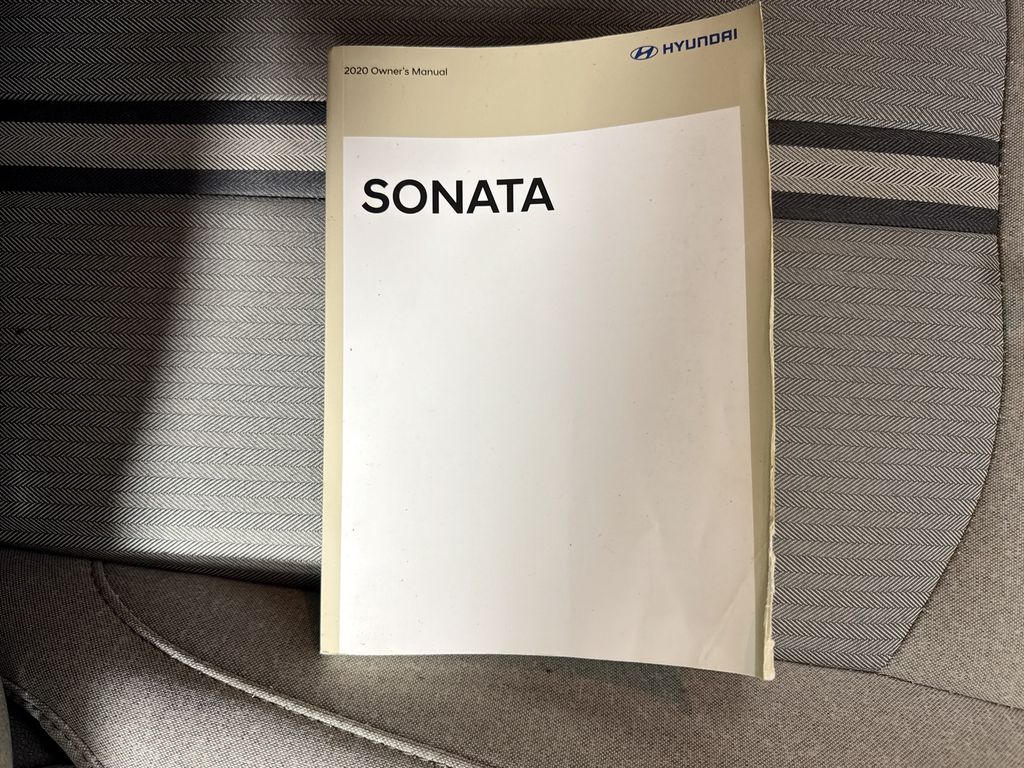 2020 Owner's Manual
HYUNDAI
SONATA